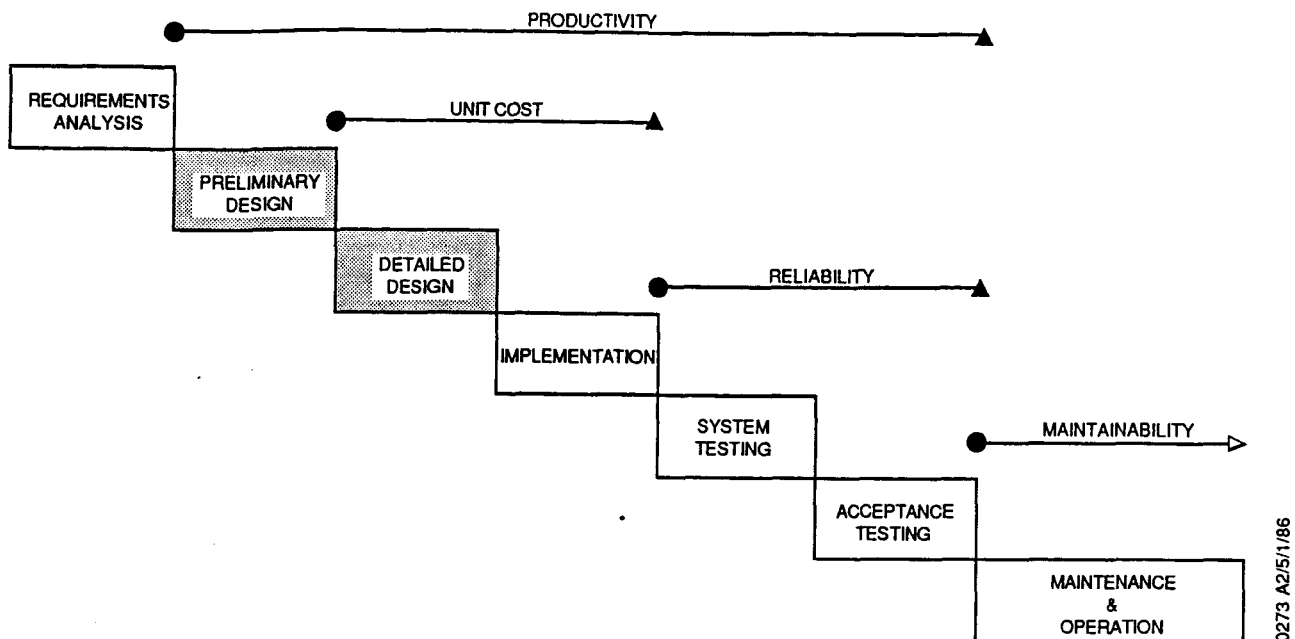 PRODUCTIVITY
REQUIREMENTS
ANALYSIS
UNIT COST
PRELIMINARY
DESIGN
DETAILED
DESIGN
RELIABILITY
IMPLEMENTATION
SYSTEM
TESTING
MAINTAINABILITY
ACCEPTANCE
TESTING
MAINTENANCE
&
OPERATION
0273 A2/5/1/86